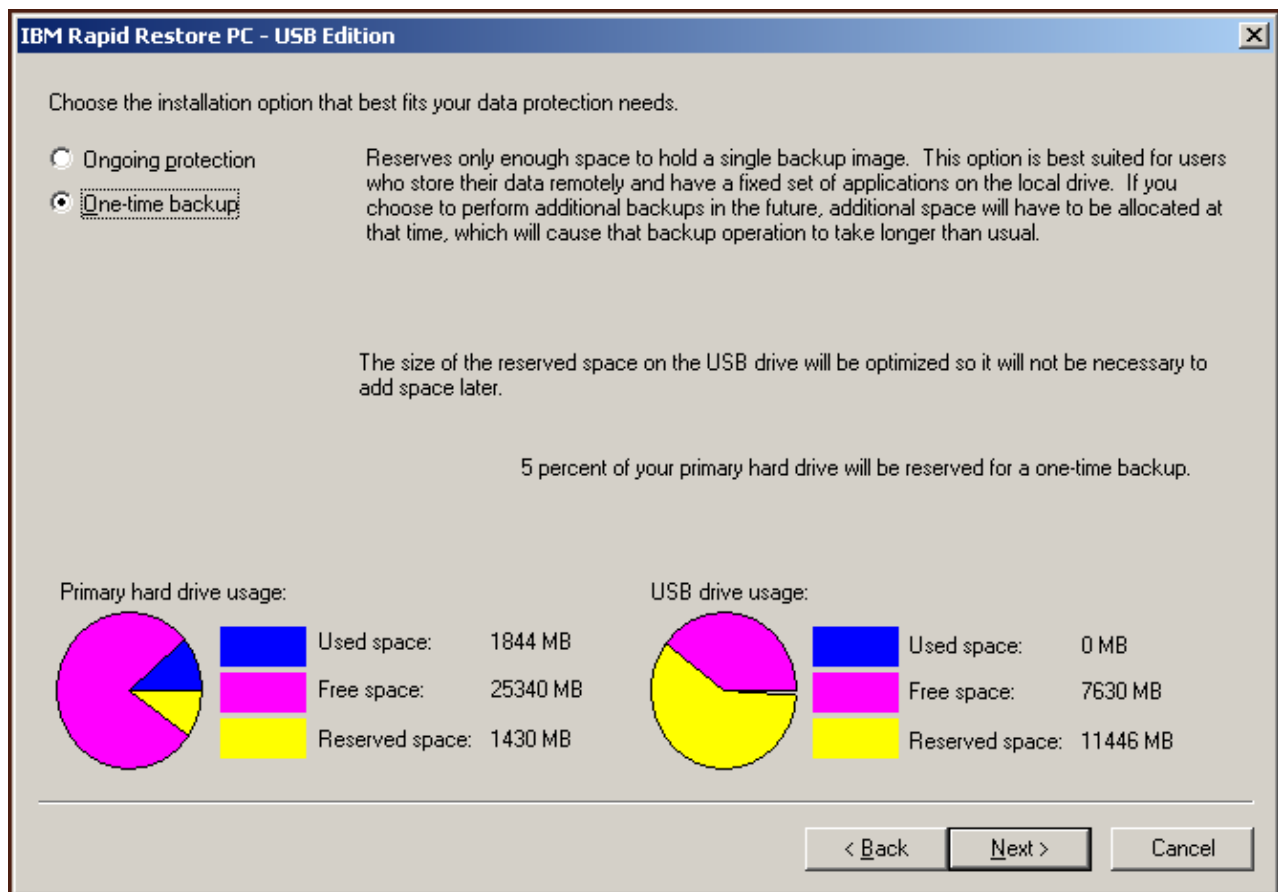 IBM Rapid Restore PC - USB Edition
Choose the installation option that best fits your data protection needs.
Ongoing protection
One-time backup
Reserves only enough space to hold a single backup image. This option is best suited for users
who store their data remotely and have a fixed set of applications on the local drive. If you
choose to perform additional backups in the future, additional space will have to be allocated at
that time, which will cause that backup operation to take longer than usual.
The size of the reserved space on the USB drive will be optimized so it will not be necessary to
add space later.
5 percent of your primary hard drive will be reserved for a one-time backup.
Primary hard drive usage:
Used space: 1844 MB
Free space: 25340 MB
Reserved space: 1430 MB
USB drive usage:
Used space: 0 MB
Free space: 7630 MB
Reserved space: 11446 MB
< Back
Next >
Cancel